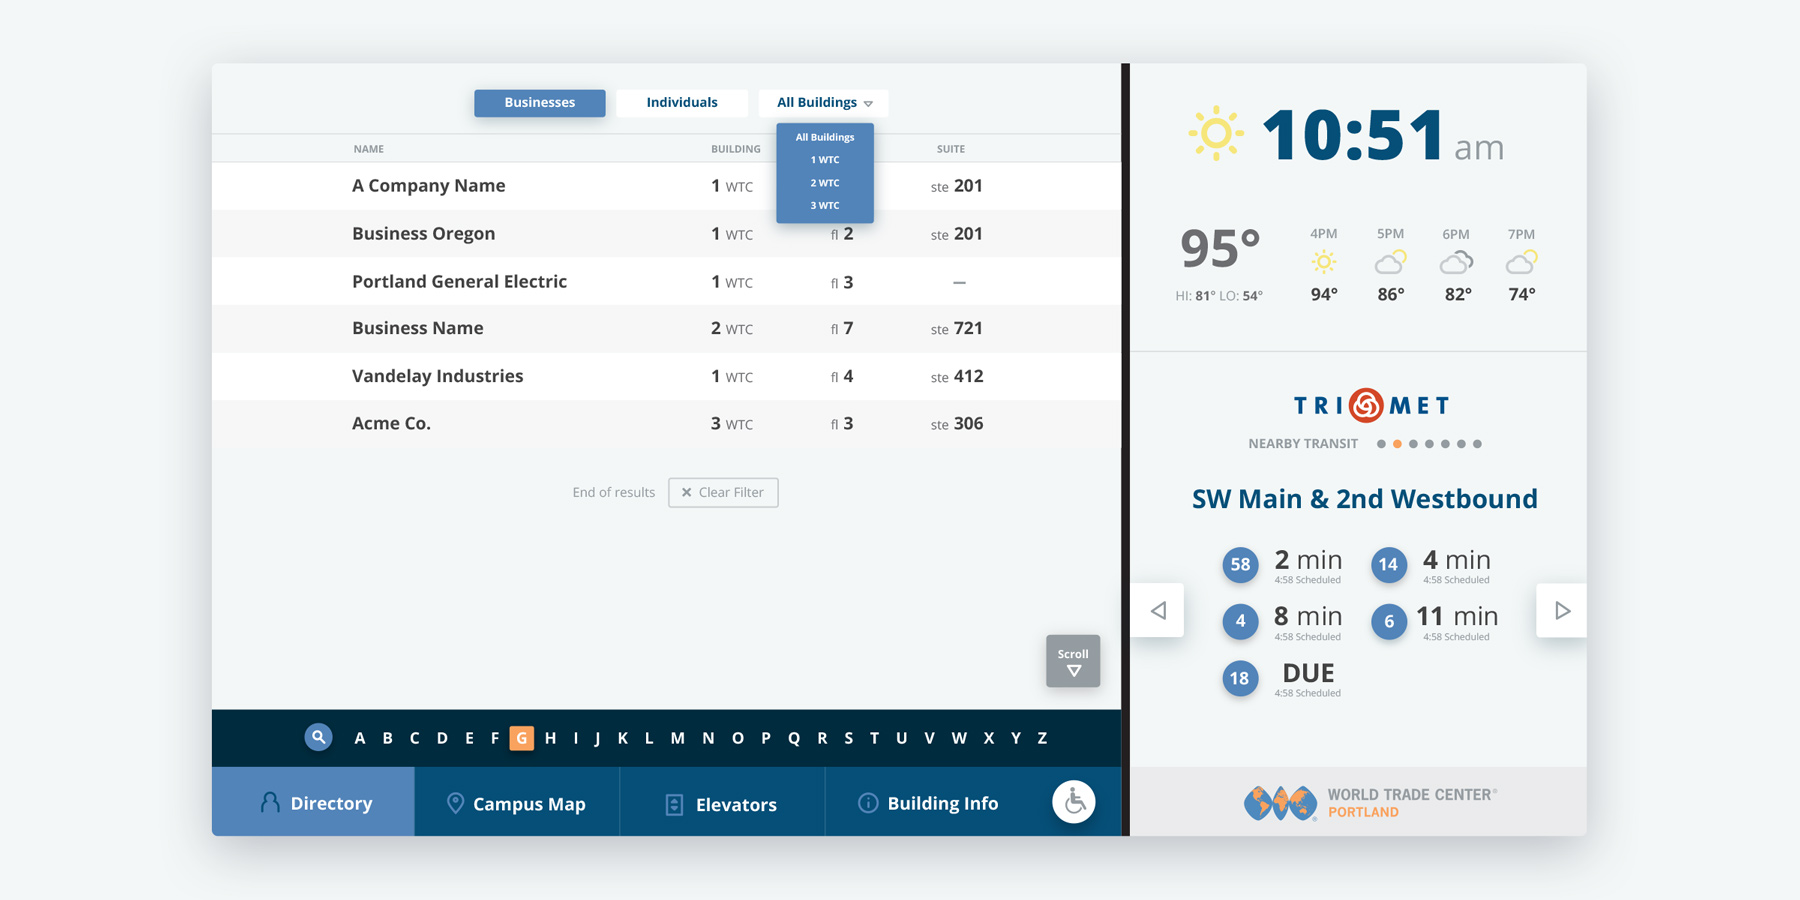 Businesses Individuals All Buildings
All Buildings
1 WTC
2 WTC
3 WTC
NAME BUILDING SUITE
A Company Name 1 WTC ste 201
Business Oregon 1 WTC fl 2 ste 201
Portland General Electric 1 WTC fl 3 —
Business Name 2 WTC fl 7 ste 721
Vandelay Industries 1 WTC fl 4 ste 412
Acme Co. 3 WTC fl 3 ste 306
End of results × Clear Filter
Scroll
A B C D E F G H I J K L M N O P Q R S T U V W X Y Z
Directory Campus Map Elevators Building Info
10:51 am
95°
HI: 81° LO: 54°
4PM 5PM 6PM 7PM
94° 86° 82° 74°
TRI MET
NEARBY TRANSIT
SW Main & 2nd Westbound
58 2 min 14 4 min
4:58 Scheduled 4:58 Scheduled
4 8 min 6 11 min
4:58 Scheduled 4:58 Scheduled
18 DUE
4:58 Scheduled
WORLD TRADE CENTER®
PORTLAND